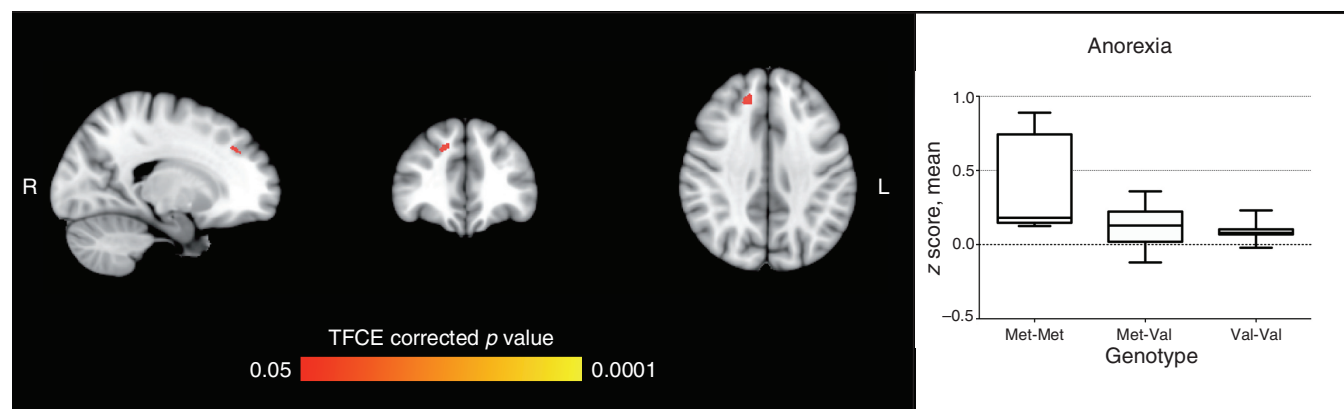 R
L
TFCE corrected p value
0.05
0.0001
Anorexia
z score, mean
1.0
0.5
0.0
–0.5
Met-Met
Met-Val
Val-Val
Genotype